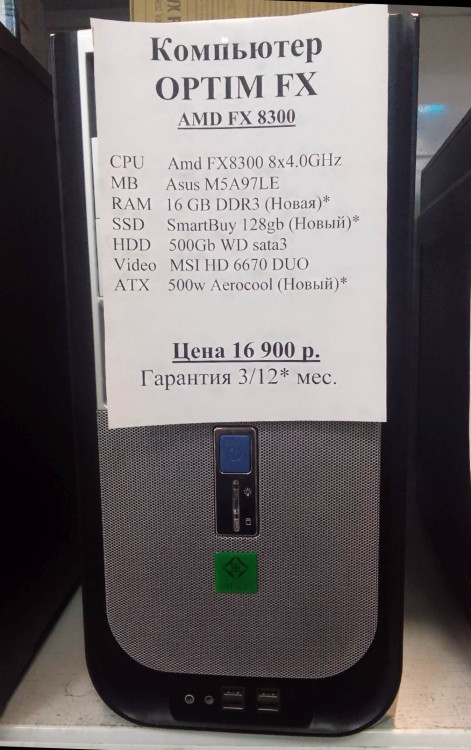 Компьютер
OPTIM FX
AMD FX 8300
CPU Amd FX8300 8x4.0GHz
MB Asus M5A97LE
RAM 16 GB DDR3 (Новая)*
SSD SmartBuy 128gb (Новый)*
HDD 500Gb WD sata3
Video MSI HD 6670 DUO
ATX 500w Aerocool (Новый)*
Цена 16 900 р.
Гарантия 3/12* мес.